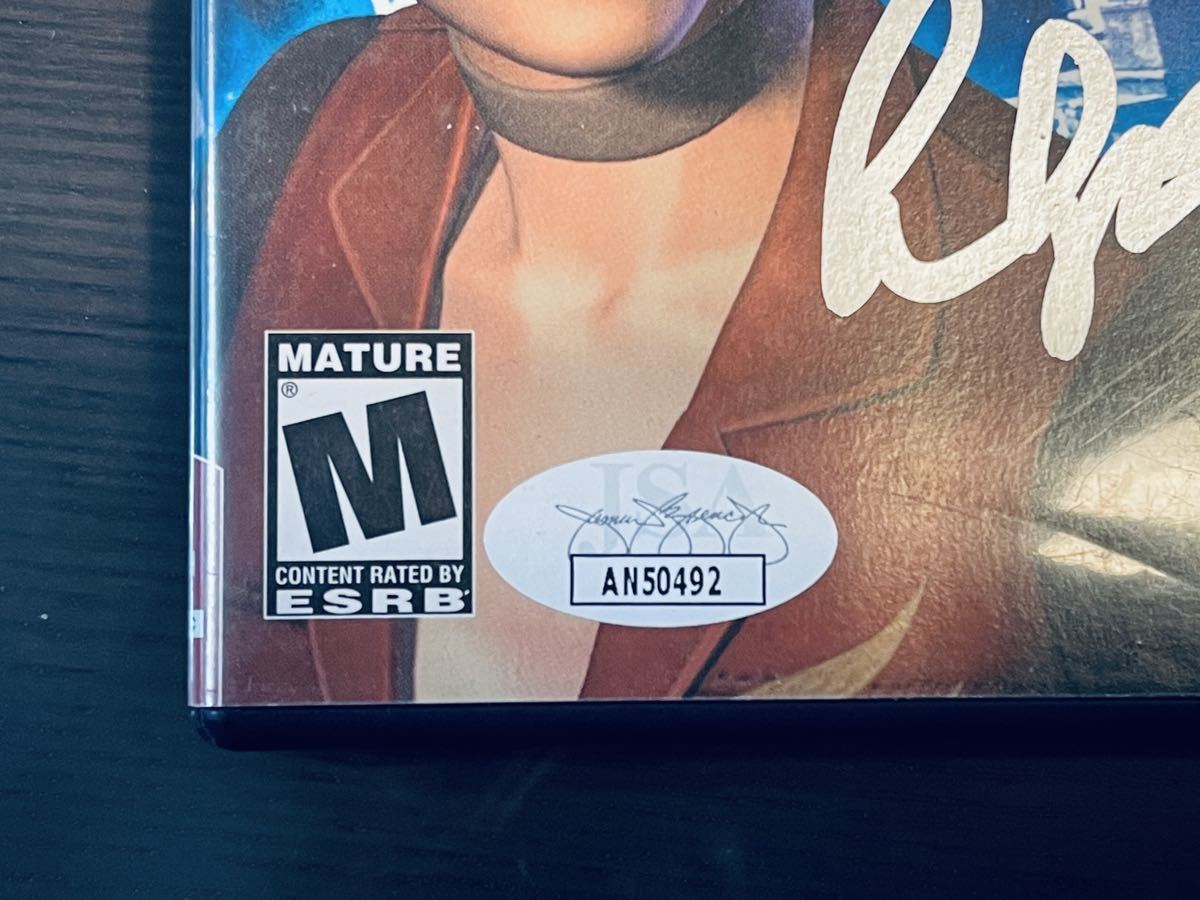 MATURE
®
M
CONTENT RATED BY
ESRB
JSA
AN50492